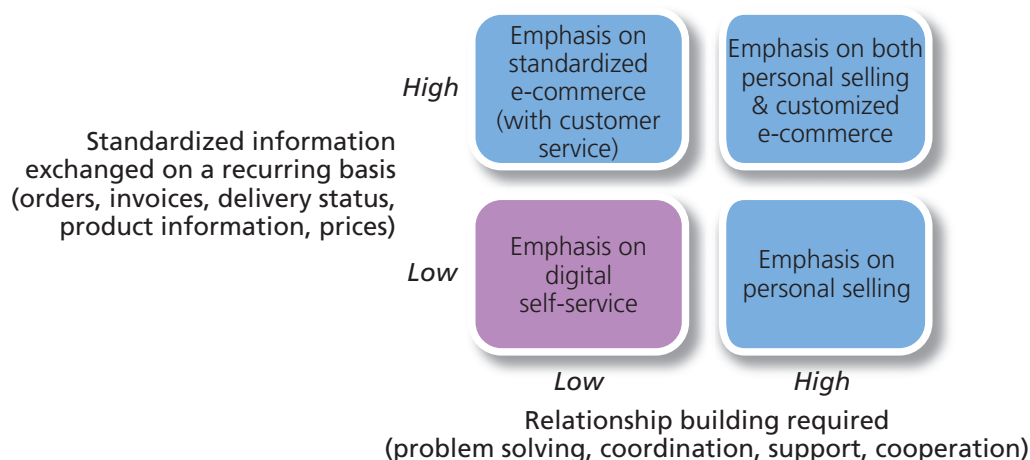 Emphasis on
standardized
e-commerce
(with customer
service)
Emphasis on both
personal selling
& customized
e-commerce
High
Standardized information
exchanged on a recurring basis
(orders, invoices, delivery status,
product information, prices)
Low
Emphasis on
digital
self-service
Emphasis on
personal selling
Low
High
Relationship building required
(problem solving, coordination, support, cooperation)